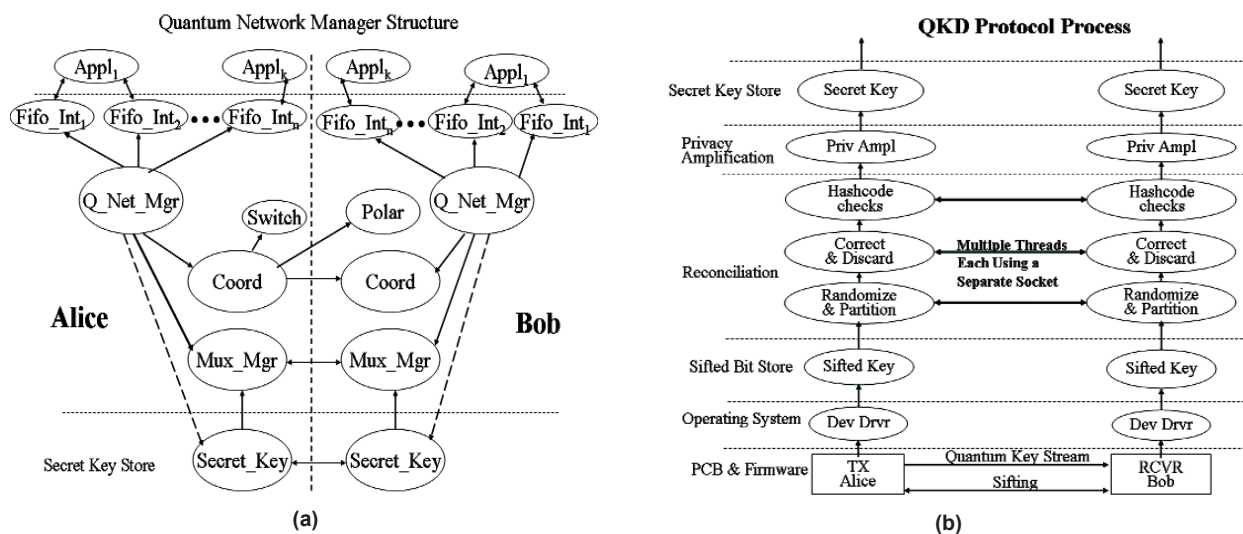 Quantum Network Manager Structure
Appl1
Applk
Applk
Appl1
Fifo_Int1
Fifo_Int2
•••
Fifo_Intn
Fifo_Intn
•••
Fifo_Int2
Fifo_Int1
Q_Net_Mgr
Q_Net_Mgr
Switch
Polar
Coord
Coord
Alice
Bob
Mux_Mgr
Mux_Mgr
Secret Key Store
Secret_Key
Secret_Key
(a)
QKD Protocol Process
Secret Key Store
Secret Key
Secret Key
Privacy
Amplification
Priv Ampl
Priv Ampl
Hashcode
checks
Hashcode
checks
Reconciliation
Correct
& Discard
Multiple Threads
Each Using a
Separate Socket
Correct
& Discard
Randomize
& Partition
Randomize
& Partition
Sifted Bit Store
Sifted Key
Sifted Key
Operating System
Dev Drvr
Dev Drvr
PCB & Firmware
TX
Alice
Quantum Key Stream
Sifting
RCVR
Bob
(b)